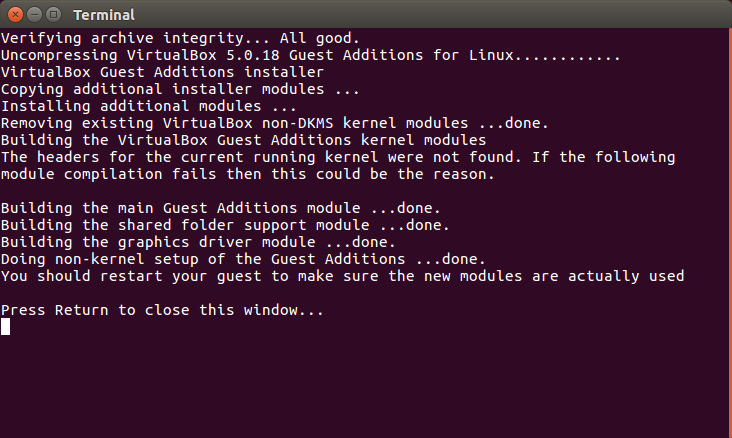 Terminal
Verifying archive integrity... All good.
Uncompressing VirtualBox 5.0.18 Guest Additions for Linux............
VirtualBox Guest Additions installer
Copying additional installer modules ...
Installing additional modules ...
Removing existing VirtualBox non-DKMS kernel modules ...done.
Building the VirtualBox Guest Additions kernel modules
The headers for the current running kernel were not found. If the following
module compilation fails then this could be the reason.
Building the main Guest Additions module ...done.
Building the shared folder support module ...done.
Building the graphics driver module ...done.
Doing non-kernel setup of the Guest Additions ...done.
You should restart your guest to make sure the new modules are actually used
Press Return to close this window...